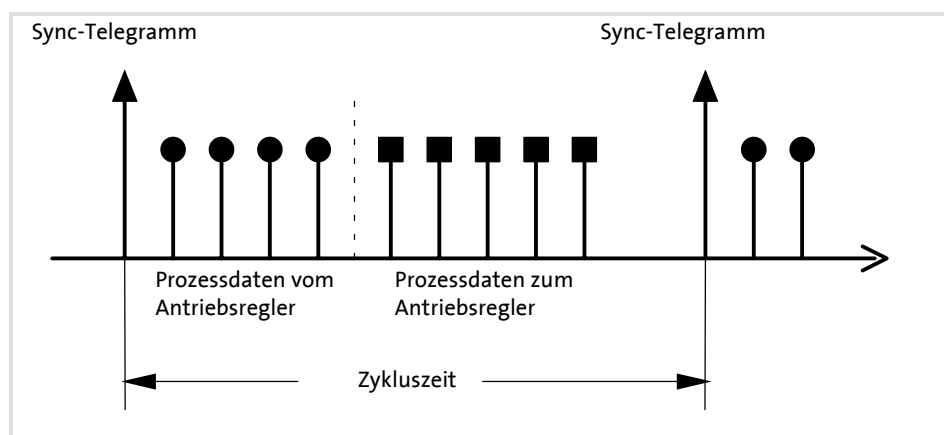 Sync-Telegramm
Sync-Telegramm
Prozessdaten vom
Antriebsregler
Prozessdaten zum
Antriebsregler
Zykluszeit